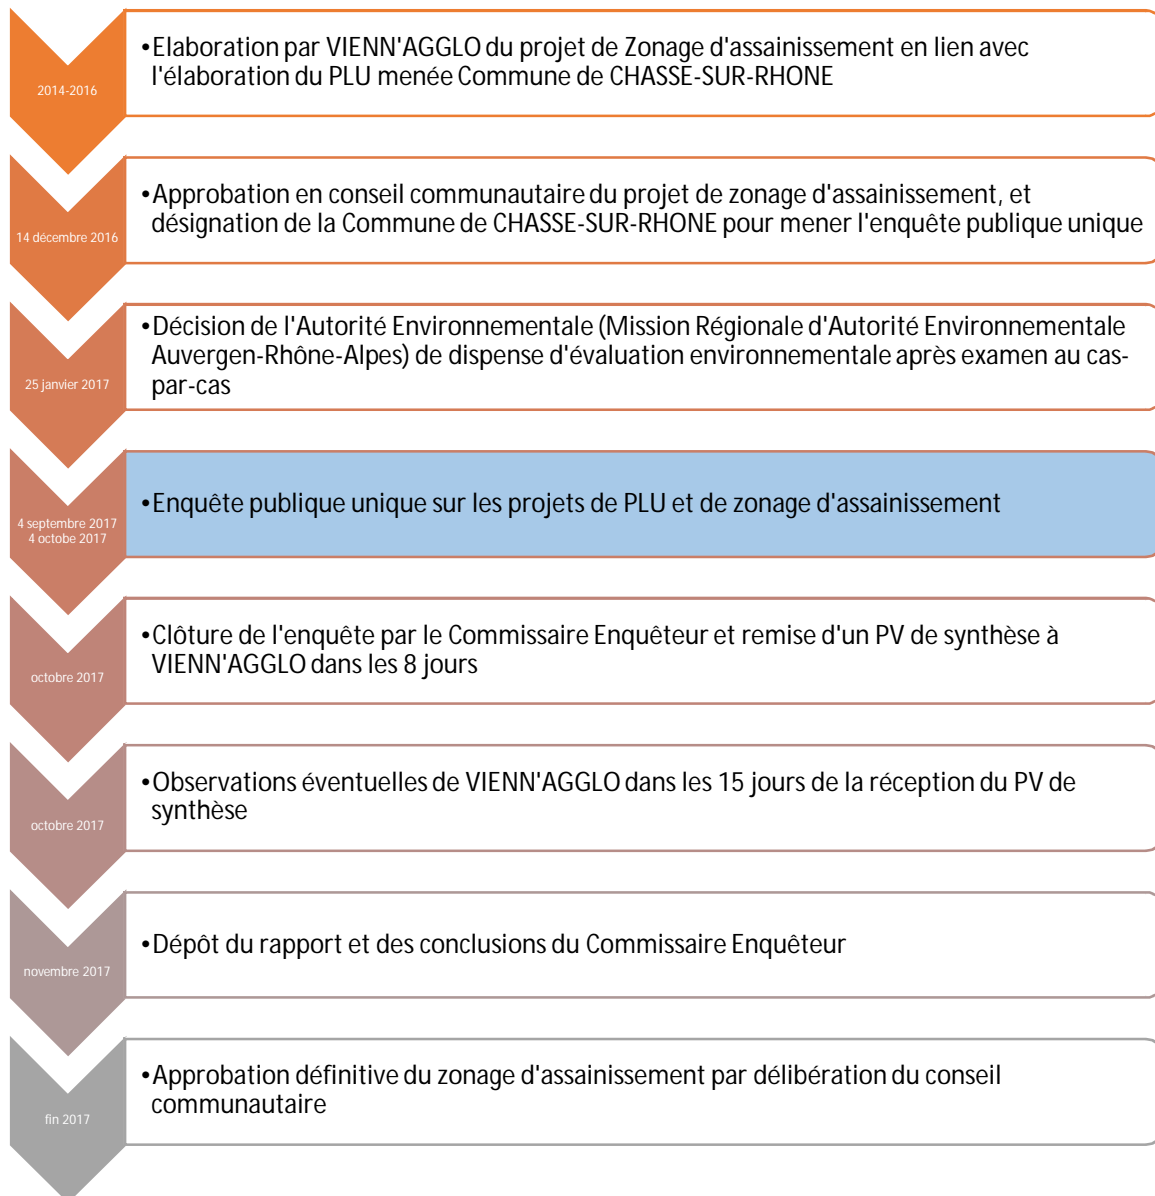 2014-2016
•Elaboration par VIENN'AGGLO du projet de Zonage d'assainissement en lien avec
l'élaboration du PLU menée Commune de CHASSE-SUR-RHONE
14 décembre 2016
•Approbation en conseil communautaire du projet de zonage d'assainissement, et
désignation de la Commune de CHASSE-SUR-RHONE pour mener l'enquête publique unique
25 janvier 2017
•Décision de l'Autorité Environnementale (Mission Régionale d'Autorité Environnementale
Auvergen-Rhône-Alpes) de dispense d'évaluation environnementale après examen au cas-
par-cas
4 septembre 2017
4 octobe 2017
•Enquête publique unique sur les projets de PLU et de zonage d'assainissement
octobre 2017
•Clôture de l'enquête par le Commissaire Enquêteur et remise d'un PV de synthèse à
VIENN'AGGLO dans les 8 jours
octobre 2017
•Observations éventuelles de VIENN'AGGLO dans les 15 jours de la réception du PV de
synthèse
novembre 2017
•Dépôt du rapport et des conclusions du Commissaire Enquêteur
fin 2017
•Approbation définitive du zonage d'assainissement par délibération du conseil
communautaire